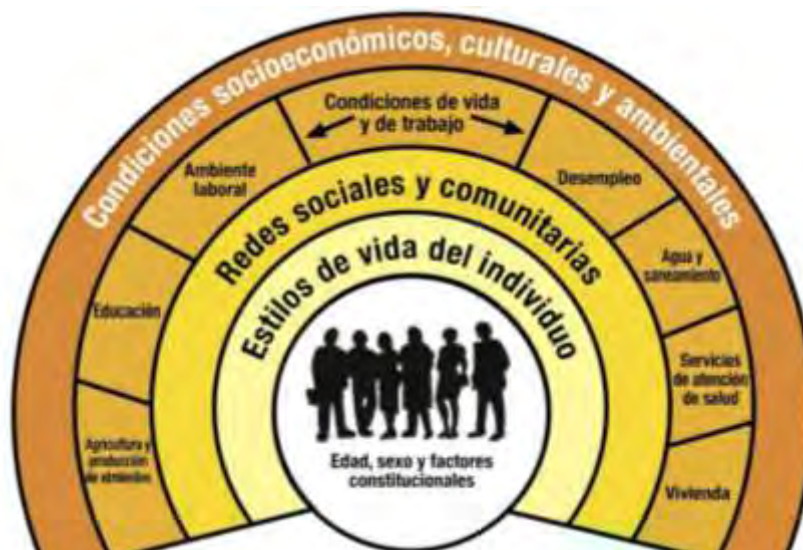 Condiciones socioeconómicos, culturales y ambientales
Condiciones de vida
y de trabajo
Ambiente
laboral
Desempleo
Educación
Agua y
saneamiento
Agricultura y
producción
de alimentos
Servicios
de atención
de salud
Vivienda
Redes sociales y comunitarias
Estilos de vida del individuo
Edad, sexo y factores
constitucionales